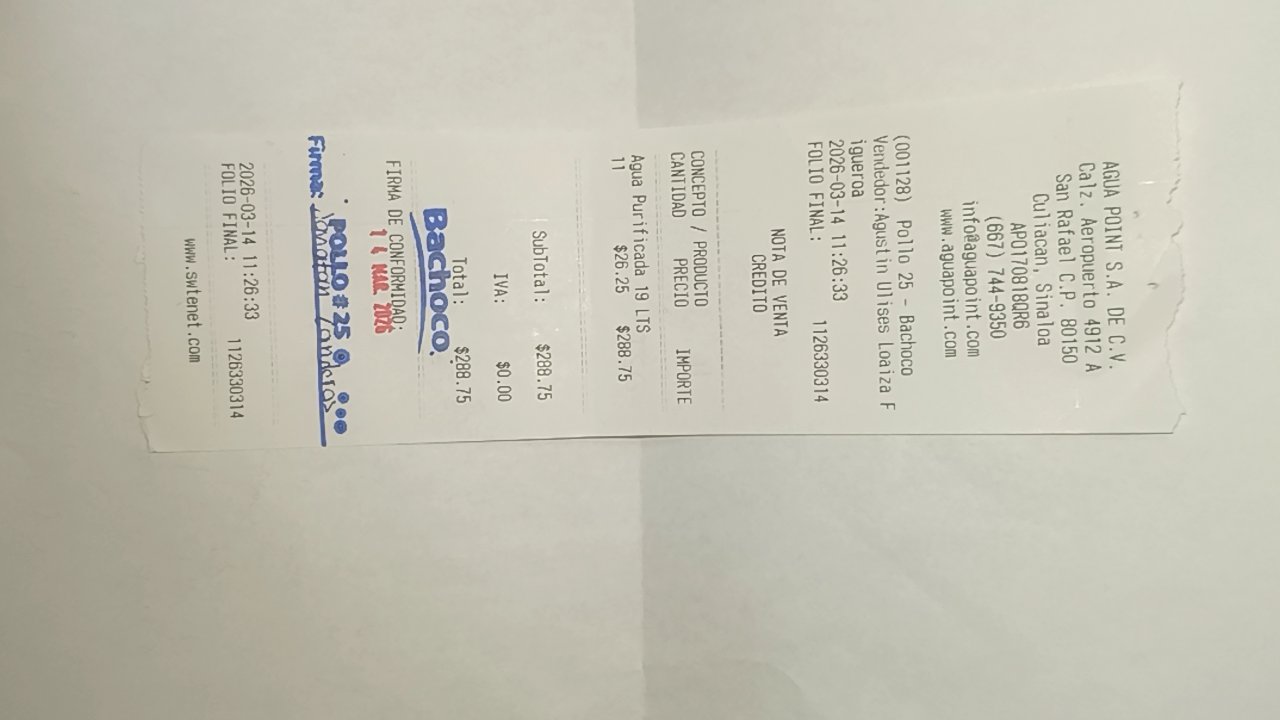 AGUA POINT S.A. DE C.V.
Calz. Aeropuerto 4912 A
San Rafael C.P. 80150
Culiacan, Sinaloa
APO170818QR6
(667) 744-9350
info@aguapoint.com
www.aguapoint.com
(001128) Pollo 25 - Bachoco
Vendedor:Agustin Ulises Loaiza F
igueroa
2026-03-14 11:26:33
FOLIO FINAL: 1126330314
NOTA DE VENTA
CREDITO
CONCEPTO / PRODUCTO
CANTIDAD PRECIO IMPORTE
Agua Purificada 19 LTS
11 $26.25 $288.75
SubTotal: $288.75
IVA: $0.00
Total: $288.75
Bachoco.
FIRMA DE CONFORMIDAD:
14 MAR. 2026
POLLO # 25
Firma:
2026-03-14 11:26:33
FOLIO FINAL: 1126330314
www.swtenet.com